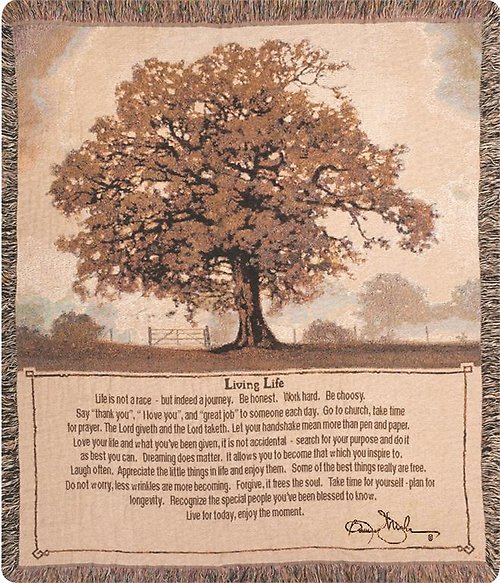 Living Life
Life is not a race - but indeed a journey. Be honest. Work hard. Be choosy.
Say "thank you", "I love you", and "great job" to someone each day. Go to church, take time
for prayer. The Lord giveth and the Lord taketh. Let your handshake mean more than pen and paper.
Love your life and what you've been given, it is not accidental - search for your purpose and do it
as best you can. Dreaming does matter. It allows you to become that which you inspire to.
Laugh often. Appreciate the little things in life and enjoy them. Some of the best things really are free.
Do not worry, less wrinkles are more becoming. Forgive, it frees the soul. Take time for yourself - plan for
longevity. Recognize the special people you've been blessed to know.
Live for today, enjoy the moment.